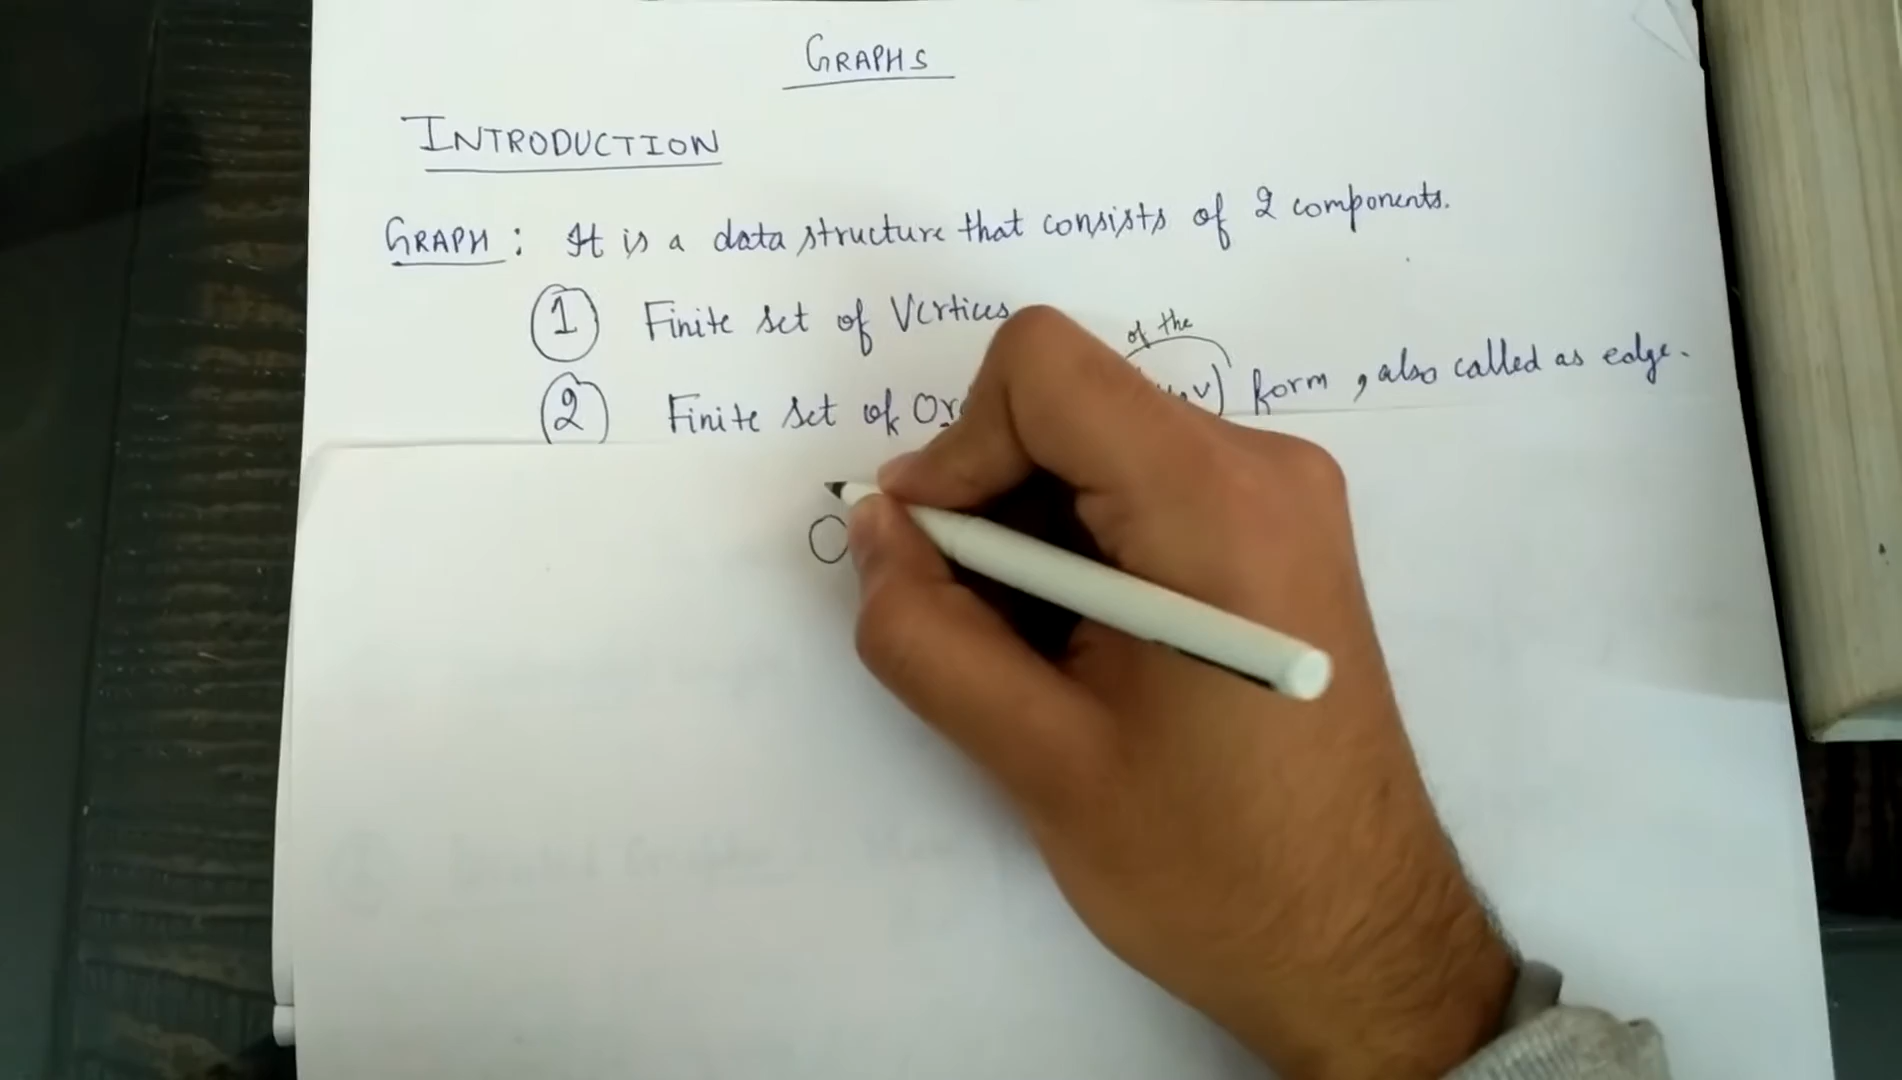 GRAPHS
INTRODUCTION
GRAPH : It is a data structure that consists of 2 components.
1 Finite set of Vertices
of the
2 Finite set of u,v) form , also called as edge.